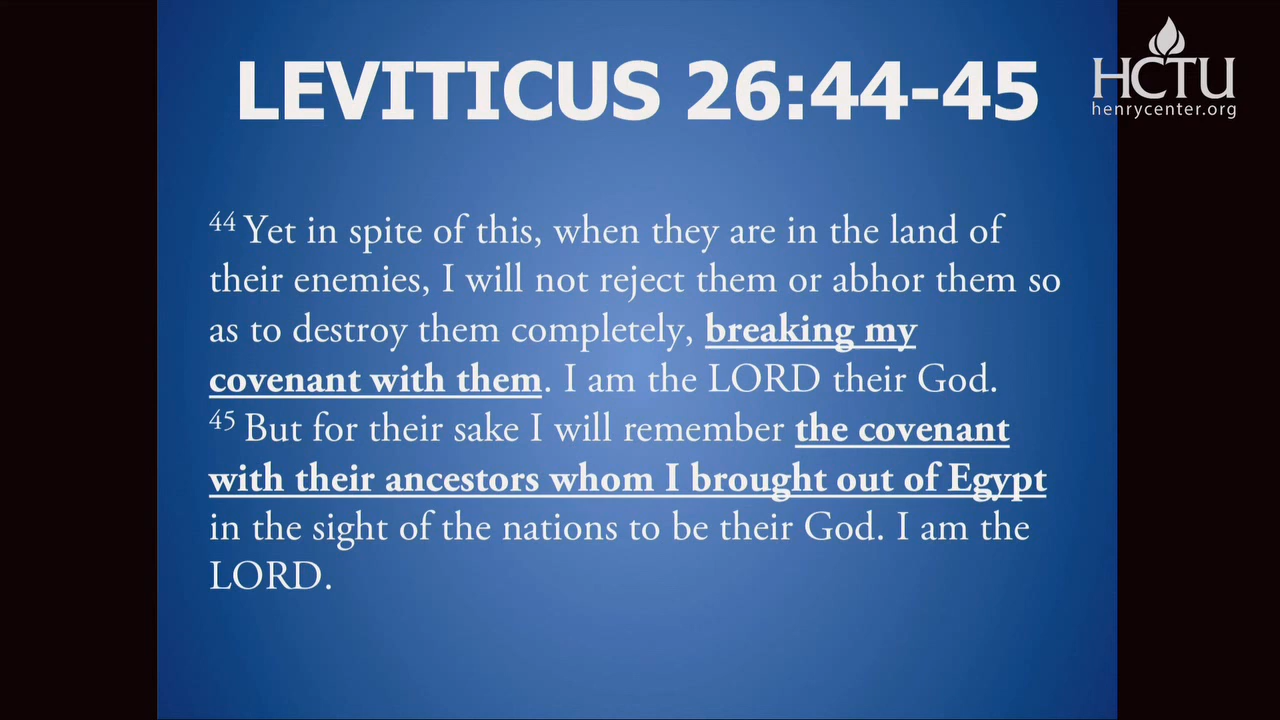 LEVITICUS 26:44-45
HCTU
henrycenter.org
44 Yet in spite of this, when they are in the land of
their enemies, I will not reject them or abhor them so
as to destroy them completely, breaking my
covenant with them. I am the LORD their God.
45 But for their sake I will remember the covenant
with their ancestors whom I brought out of Egypt
in the sight of the nations to be their God. I am the
LORD.